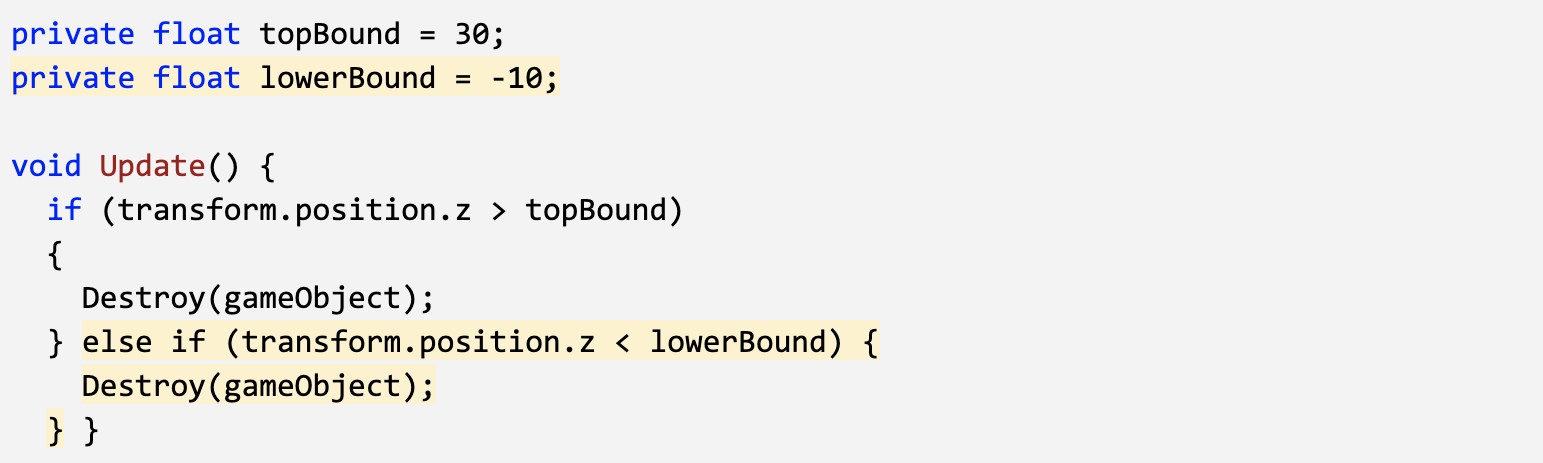 private float topBound = 30;
private float lowerBound = -10;
void Update() {
if (transform.position.z > topBound)
{
Destroy(gameObject);
} else if (transform.position.z < lowerBound) {
Destroy(gameObject);
} }